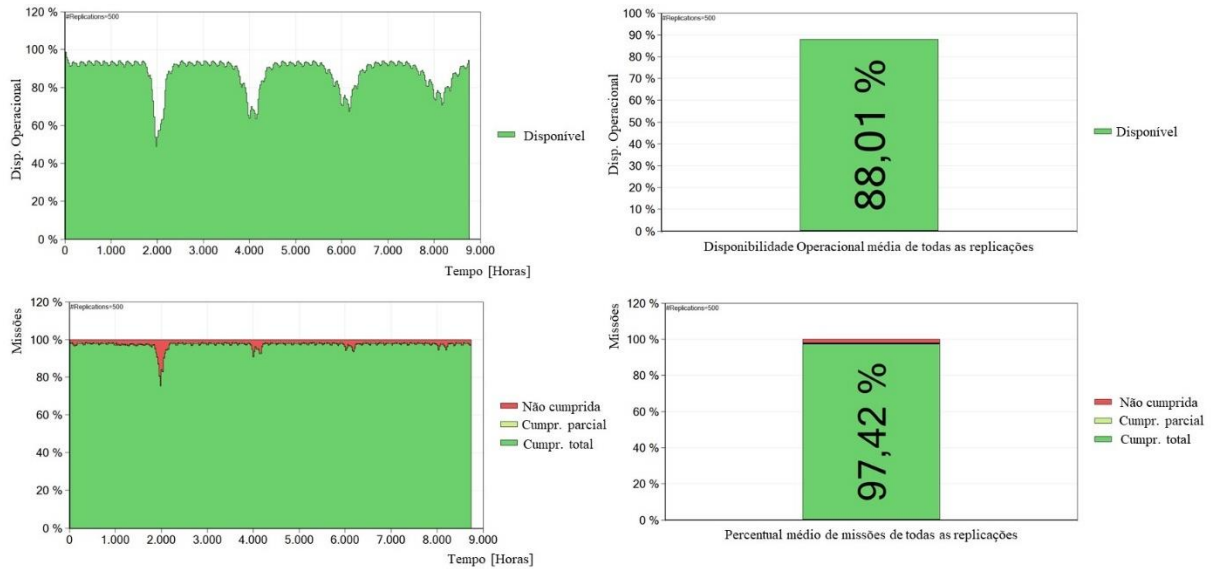 120 %
#Replications=500
100 %
80 %
60 %
40 %
20 %
0 %
Disp. Operacional
0
1.000
2.000
3.000
4.000
5.000
6.000
7.000
8.000
9.000
Tempo [Horas]
Disponível
100 %
#Replications=500
90 %
80 %
70 %
60 %
50 %
40 %
30 %
20 %
10 %
0 %
Disp. Operacional
88,01 %
Disponibilidade Operacional média de todas as replicações
Disponível
120 %
#Replications=500
100 %
80 %
60 %
40 %
20 %
0 %
Missões
0
1.000
2.000
3.000
4.000
5.000
6.000
7.000
8.000
9.000
Tempo [Horas]
Não cumprida
Cumpr. parcial
Cumpr. total
120 %
#Replications=500
100 %
80 %
60 %
40 %
20 %
0 %
Missões
97,42 %
Percentual médio de missões de todas as replicações
Não cumprida
Cumpr. parcial
Cumpr. total